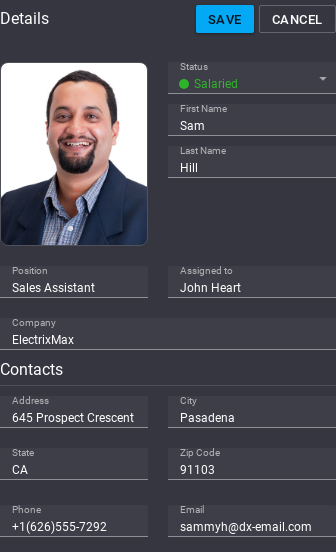 Details
SAVE
CANCEL
Status
Salaried
First Name
Sam
Last Name
Hill
Position
Sales Assistant
Assigned to
John Heart
Company
ElectrixMax
Contacts
Address
645 Prospect Crescent
City
Pasadena
State
CA
Zip Code
91103
Phone
+1(626)555-7292
Email
sammyh@dx-email.com